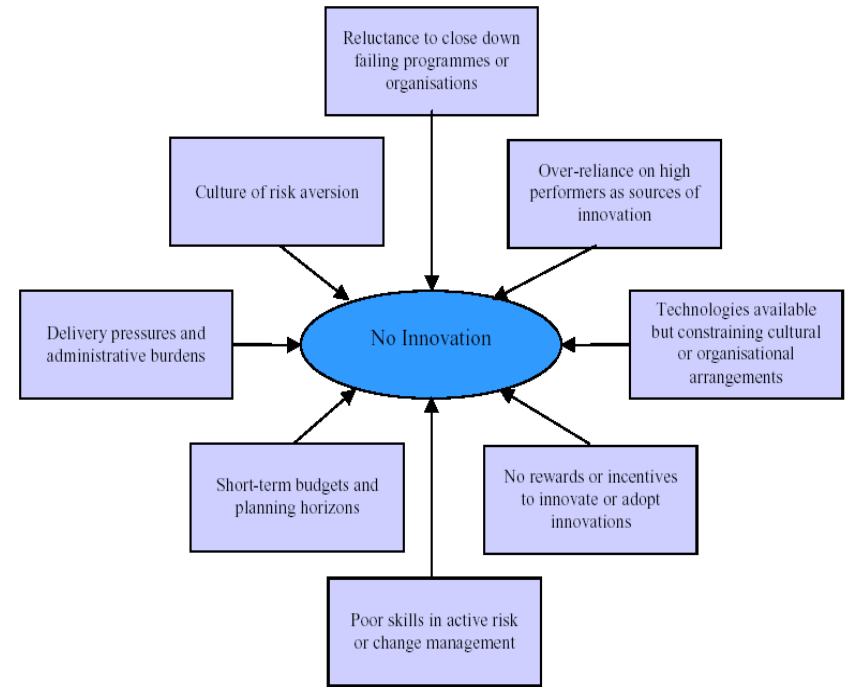 Reluctance to close down
failing programmes or
organisations
Culture of risk aversion
Over-reliance on high
performers as sources of
innovation
Delivery pressures and
administrative burdens
No Innovation
Technologies available
but constraining cultural
or organisational
arrangements
Short-term budgets and
planning horizons
No rewards or incentives
to innovate or adopt
innovations
Poor skills in active risk
or change management